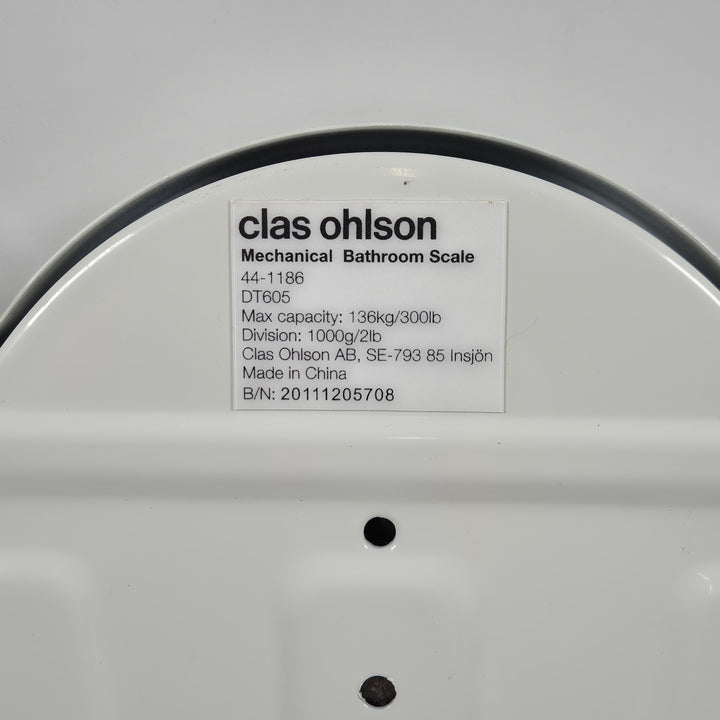 clas ohlson
Mechanical Bathroom Scale
44-1186
DT605
Max capacity: 136kg/300lb
Division: 1000g/2lb
Clas Ohlson AB, SE-793 85 Insjön
Made in China
B/N: 20111205708